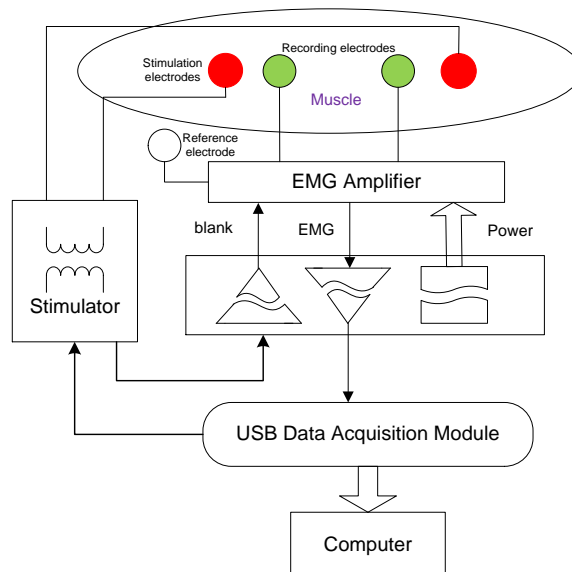 Stimulation
electrodes
Recording electrodes
Muscle
Reference
electrode
EMG Amplifier
blank
EMG
Power
Stimulator
USB Data Acquisition Module
Computer